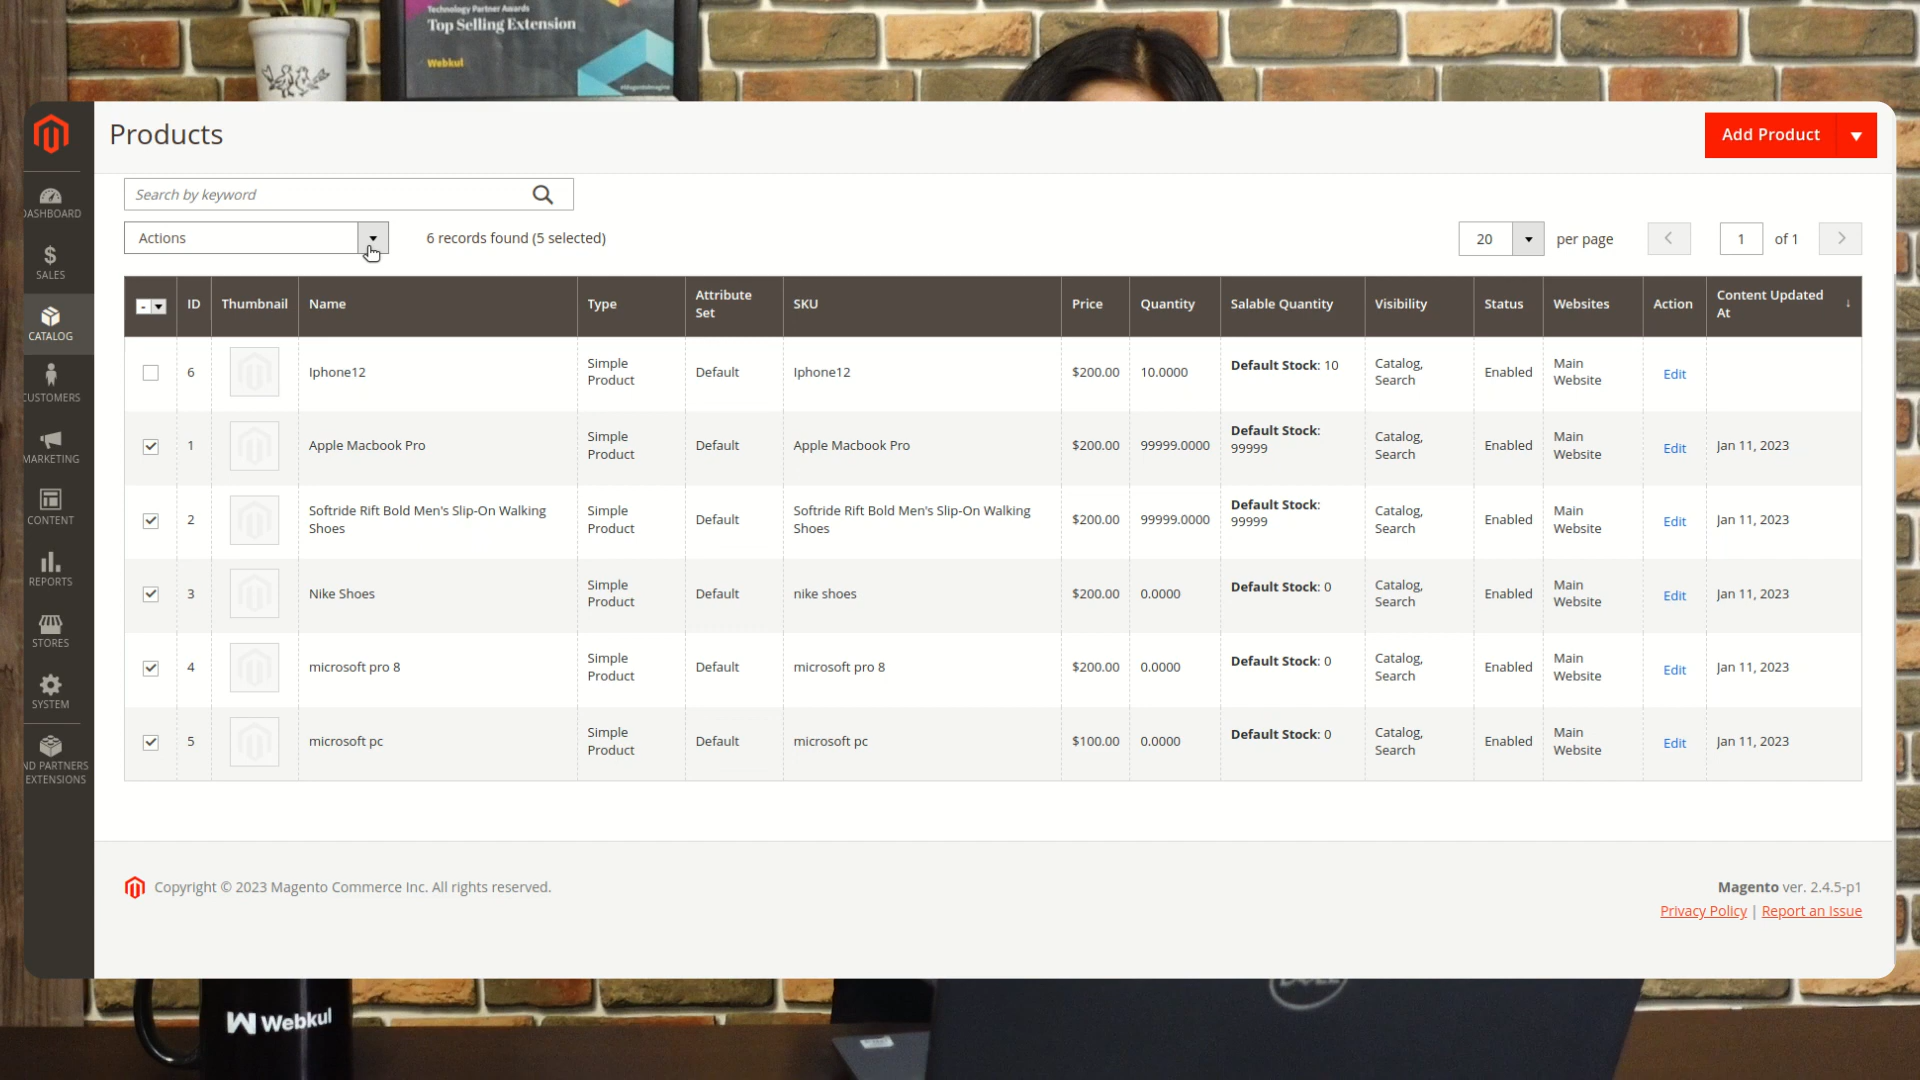 Technology Partner Awards
Top Selling Extension
Webkul
Products
Add Product
Search by keyword
Actions
6 records found (5 selected)
20 per page
1 of 1
DASHBOARD
SALES
CATALOG
CUSTOMERS
MARKETING
CONTENT
REPORTS
STORES
SYSTEM
ND PARTNERS
EXTENSIONS
ID Thumbnail Name Type Attribute Set SKU Price Quantity Salable Quantity Visibility Status Websites Action Content Updated At ↓
6 Iphone12 Simple Product Default Iphone12 $200.00 10.0000 Default Stock: 10 Catalog, Search Enabled Main Website Edit
1 Apple Macbook Pro Simple Product Default Apple Macbook Pro $200.00 99999.0000 Default Stock: 99999 Catalog, Search Enabled Main Website Edit Jan 11, 2023
2 Softride Rift Bold Men's Slip-On Walking Shoes Simple Product Default Softride Rift Bold Men's Slip-On Walking Shoes $200.00 99999.0000 Default Stock: 99999 Catalog, Search Enabled Main Website Edit Jan 11, 2023
3 Nike Shoes Simple Product Default nike shoes $200.00 0.0000 Default Stock: 0 Catalog, Search Enabled Main Website Edit Jan 11, 2023
4 microsoft pro 8 Simple Product Default microsoft pro 8 $200.00 0.0000 Default Stock: 0 Catalog, Search Enabled Main Website Edit Jan 11, 2023
5 microsoft pc Simple Product Default microsoft pc $100.00 0.0000 Default Stock: 0 Catalog, Search Enabled Main Website Edit Jan 11, 2023
Copyright © 2023 Magento Commerce Inc. All rights reserved.
Magento ver. 2.4.5-p1
Privacy Policy | Report an Issue
Webkul
DELL